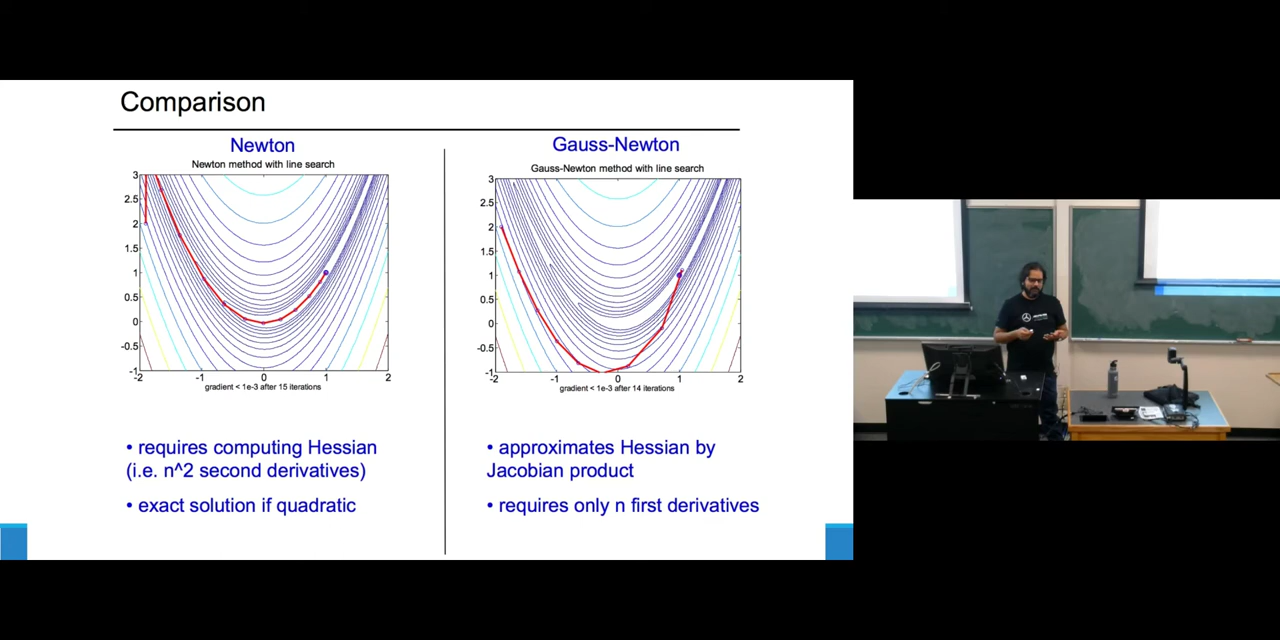 Comparison
Newton
Newton method with line search
3
2.5
2
1.5
1
0.5
0
-0.5
-1
-2 -1 0 1 2
gradient < 1e-3 after 15 iterations
• requires computing Hessian
(i.e. n^2 second derivatives)
• exact solution if quadratic
Gauss-Newton
Gauss-Newton method with line search
3
2.5
2
1.5
1
0.5
0
-0.5
-1
-2 -1 0 1 2
gradient < 1e-3 after 14 iterations
• approximates Hessian by
Jacobian product
• requires only n first derivatives